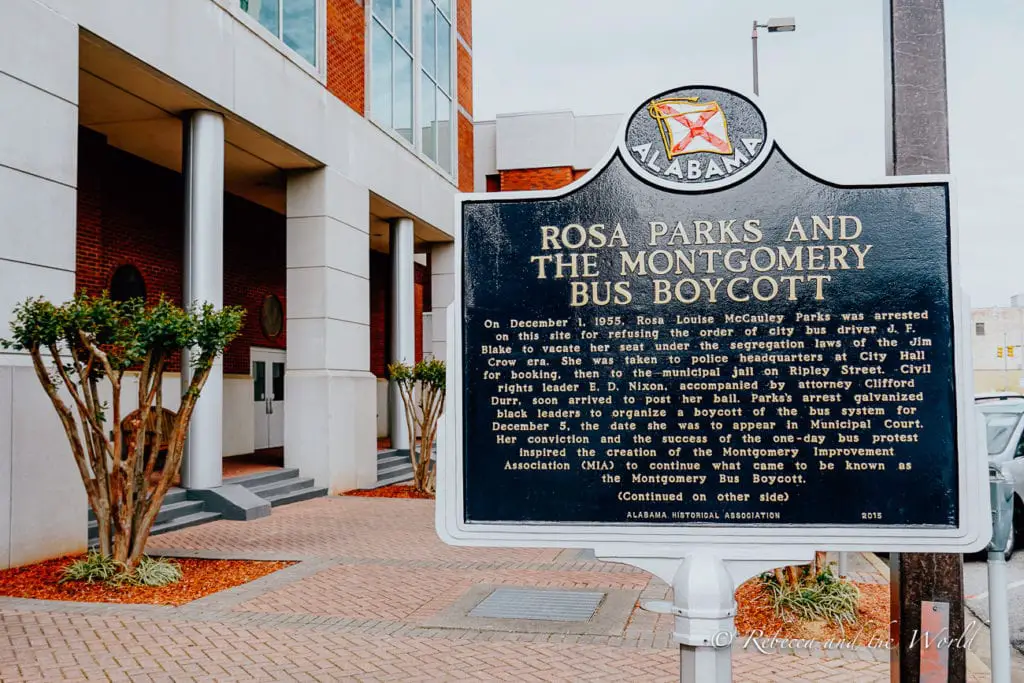 ALABAMA
ROSA PARKS AND
THE MONTGOMERY
BUS BOYCOTT
On December 1, 1955, Rosa Louise McCauley Parks was arrested
on this site for refusing the order of city bus driver J. F.
Blake to vacate her seat under the segregation laws of the Jim
Crow era. She was taken to police headquarters at City Hall
for booking, then to the municipal jail on Ripley Street. Civil
rights leader E. D. Nixon, accompanied by attorney Clifford
Durr, soon arrived to post her bail. Parks's arrest galvanized
black leaders to organize a boycott of the bus system for
December 5, the date she was to appear in Municipal Court.
Her conviction and the success of the one-day bus protest
inspired the creation of the Montgomery Improvement
Association (MIA) to continue what came to be known as
the Montgomery Bus Boycott.
(Continued on other side)
ALABAMA HISTORICAL ASSOCIATION 2015
© Rebecca and the World